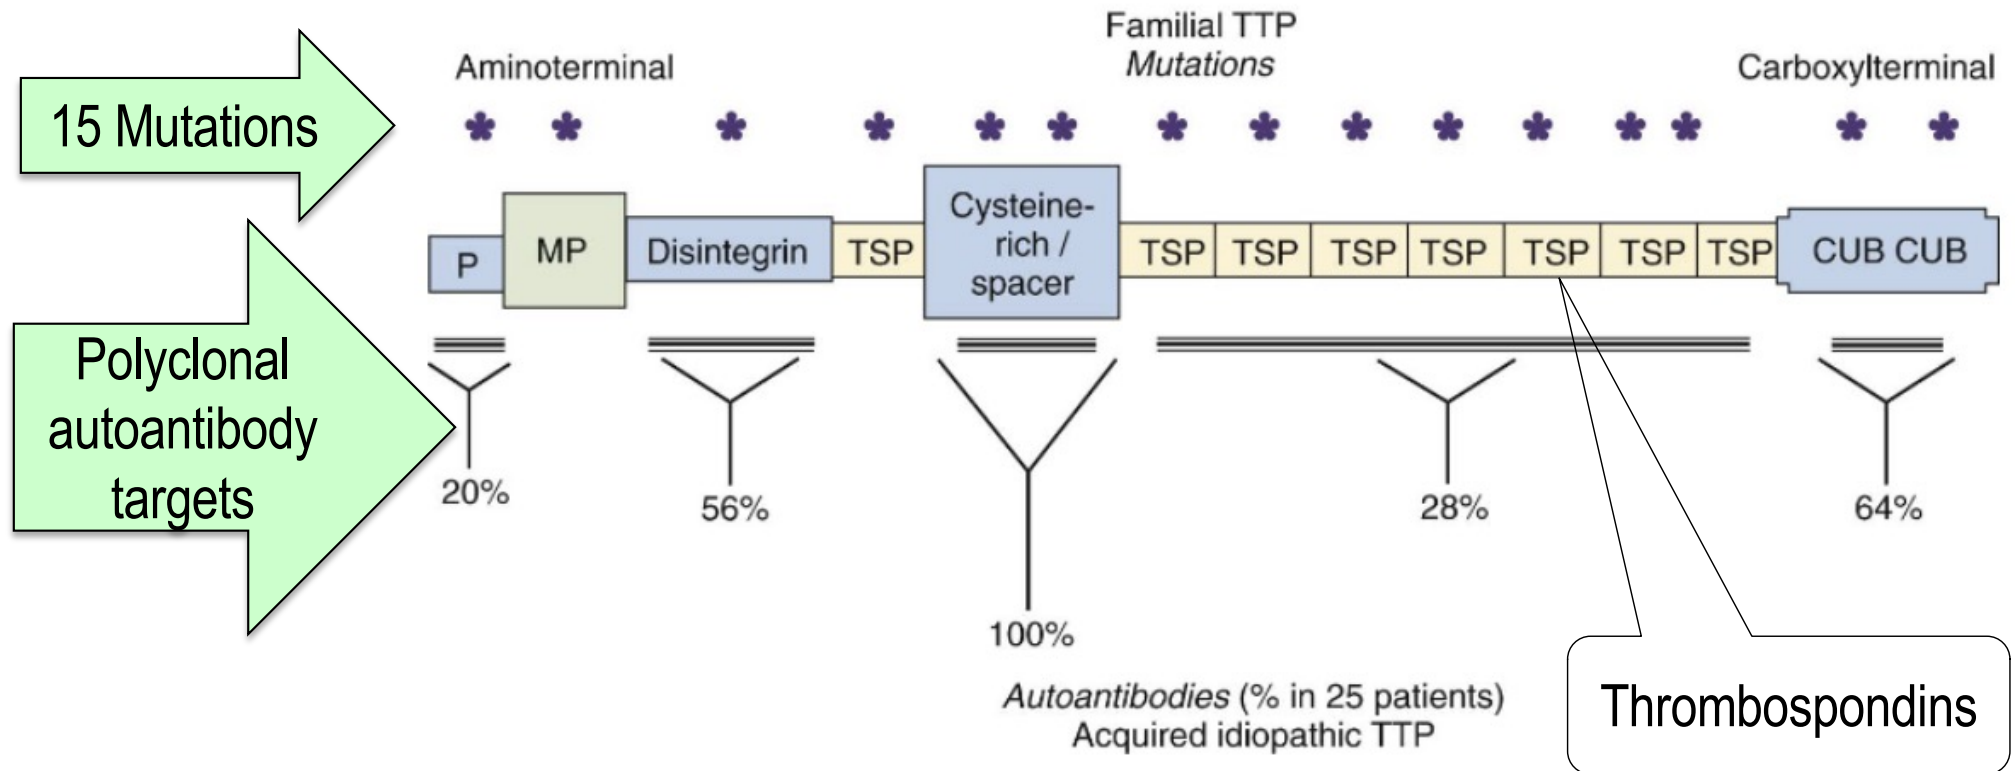 Familial TTP
Mutations
Aminoterminal
Carboxylterminal
15 Mutations
* * * * * * * * * * * * * * *
P
MP
Disintegrin
TSP
Cysteine-
rich /
spacer
TSP TSP TSP TSP TSP TSP TSP
CUB CUB
Polyclonal
autoantibody
targets
20%
56%
100%
28%
64%
Autoantibodies (% in 25 patients)
Acquired idiopathic TTP
Thrombospondins